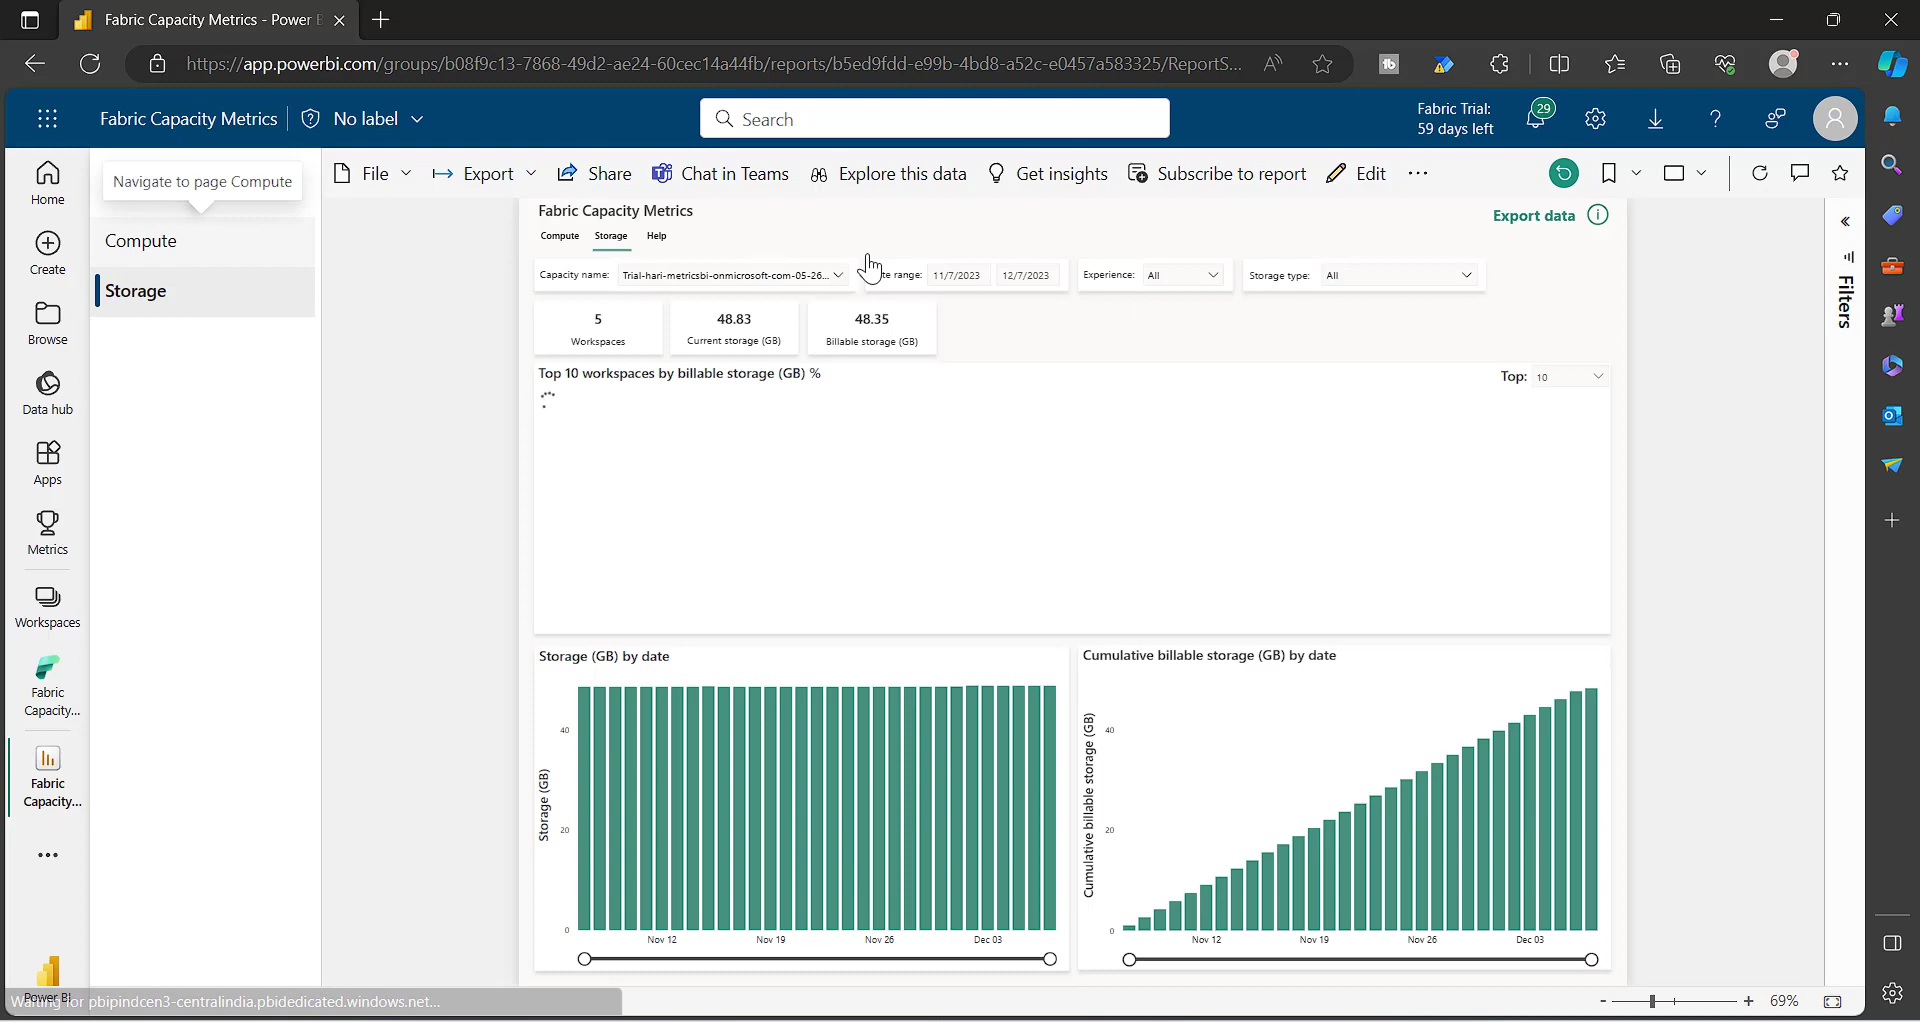 Fabric Capacity Metrics - Power B
https://app.powerbi.com/groups/b08f9c13-7868-49d2-ae24-60cec14a44fb/reports/b5ed9fdd-e99b-4bd8-a52c-e0457a583325/ReportS...
Fabric Capacity Metrics
No label
Search
Fabric Trial:
59 days left
29
Home
Create
Browse
Data hub
Apps
Metrics
Workspaces
Fabric
Capacity...
Fabric
Capacity...
Power BI
Navigate to page Compute
Compute
Storage
File
Export
Share
Chat in Teams
Explore this data
Get insights
Subscribe to report
Edit
Fabric Capacity Metrics
Export data
Compute
Storage
Help
Capacity name:
Trial-hari-metricsbi-onmicrosoft-com-05-26...
te range:
11/7/2023
12/7/2023
Experience:
All
Storage type:
All
5
Workspaces
48.83
Current storage (GB)
48.35
Billable storage (GB)
Top 10 workspaces by billable storage (GB) %
Top:
10
Storage (GB) by date
Storage (GB)
40
20
0
Nov 12
Nov 19
Nov 26
Dec 03
Cumulative billable storage (GB) by date
Cumulative billable storage (GB)
40
20
0
Nov 12
Nov 19
Nov 26
Dec 03
Filters
Waiting for pbipindcen3-centralindia.pbidedicated.windows.net...
69%